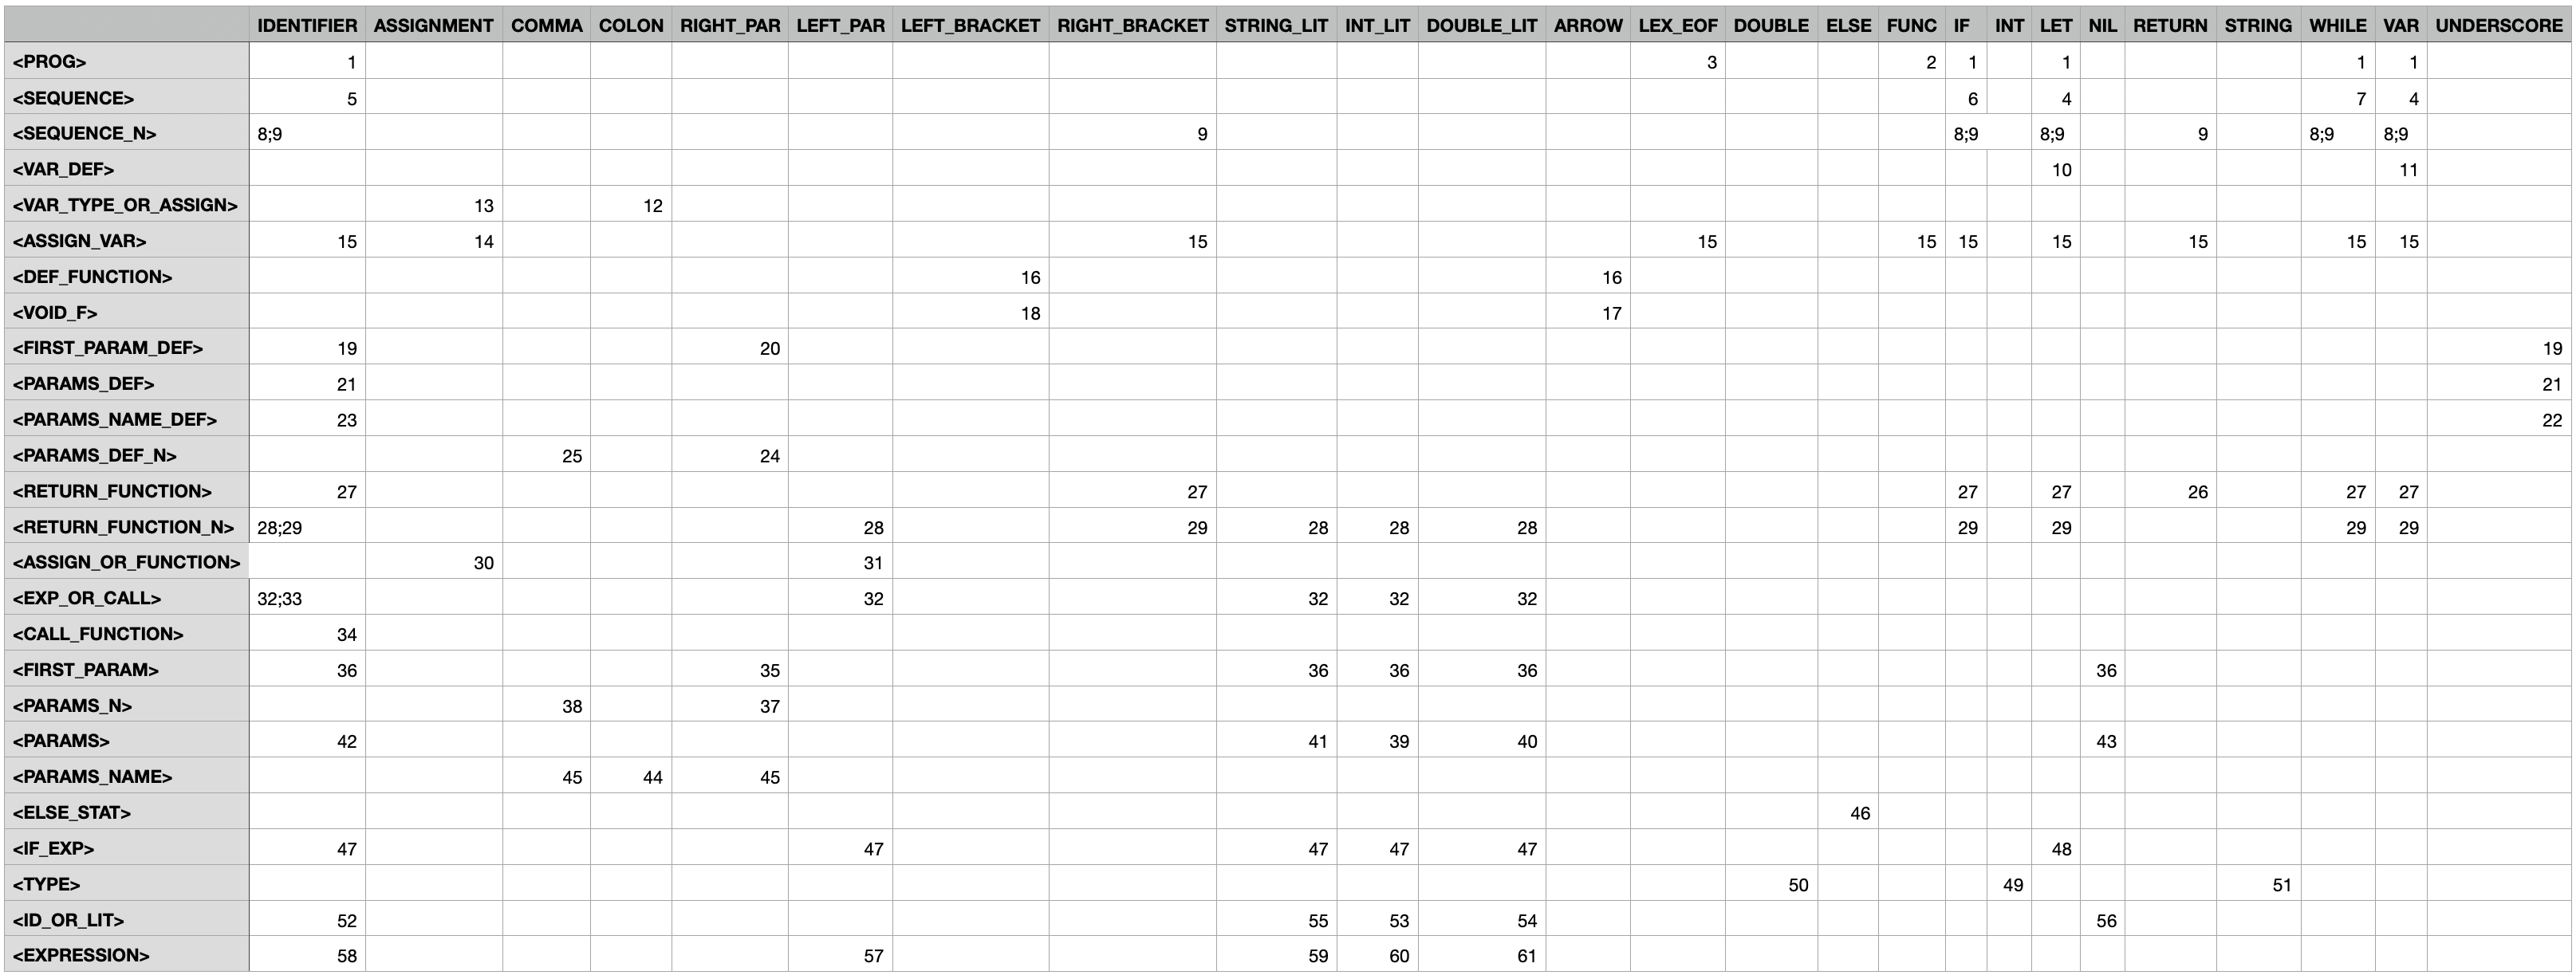 IDENTIFIER ASSIGNMENT COMMA COLON RIGHT_PAR LEFT_PAR LEFT_BRACKET RIGHT_BRACKET STRING_LIT INT_LIT DOUBLE_LIT ARROW LEX_EOF DOUBLE ELSE FUNC IF INT LET NIL RETURN STRING WHILE VAR UNDERSCORE
<PROG> 1 3 2 1 1 1 1
<SEQUENCE> 5 6 4 7 4
<SEQUENCE_N> 8;9 9 8;9 8;9 9 8;9 8;9
<VAR_DEF> 10 11
<VAR_TYPE_OR_ASSIGN> 13 12
<ASSIGN_VAR> 15 14 15 15 15 15 15 15 15 15
<DEF_FUNCTION> 16 16
<VOID_F> 18 17
<FIRST_PARAM_DEF> 19 20 19
<PARAMS_DEF> 21 21
<PARAMS_NAME_DEF> 23 22
<PARAMS_DEF_N> 25 24
<RETURN_FUNCTION> 27 27 27 27 26 27 27
<RETURN_FUNCTION_N> 28;29 28 29 28 28 28 29 29 29 29
<ASSIGN_OR_FUNCTION> 30 31
<EXP_OR_CALL> 32;33 32 32 32 32
<CALL_FUNCTION> 34
<FIRST_PARAM> 36 35 36 36 36 36
<PARAMS_N> 38 37
<PARAMS> 42 41 39 40 43
<PARAMS_NAME> 45 44 45
<ELSE_STAT> 46
<IF_EXP> 47 47 47 47 47 48
<TYPE> 50 49 51
<ID_OR_LIT> 52 55 53 54 56
<EXPRESSION> 58 57 59 60 61